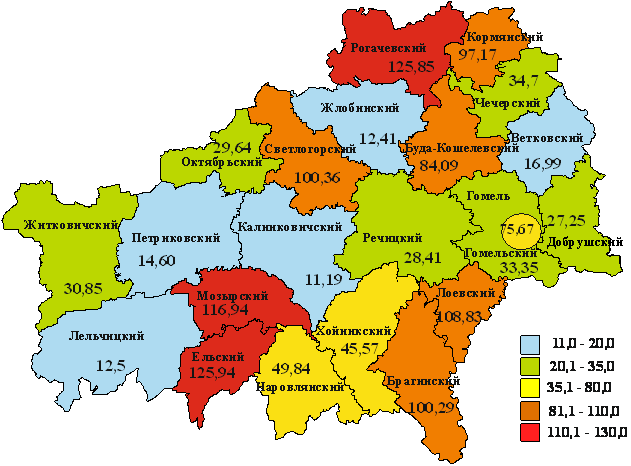 Кормянский
97,17
Рогачевский
125,85
34,7
Чечерский
Жлобинский
12,41
Ветковский
16,99
Буда-Кошелевский
84,09
29,64
Октябрьский
Светлогорский
100,36
Житковичский
30,85
Петриковский
14,60
Калинковичский
11,19
Речицкий
28,41
Гомель
75,67
27,25
Добрушский
Гомельский
33,35
Мозырский
116,94
Лоевский
108,83
Лельчицкий
12,5
Ельский
125,94
Хойникский
45,57
49,84
Наровлянский
Брагинский
100,29
11,0 - 20,0
20,1 - 35,0
35,1 - 80,0
81,1 - 110,0
110,1 - 130,0